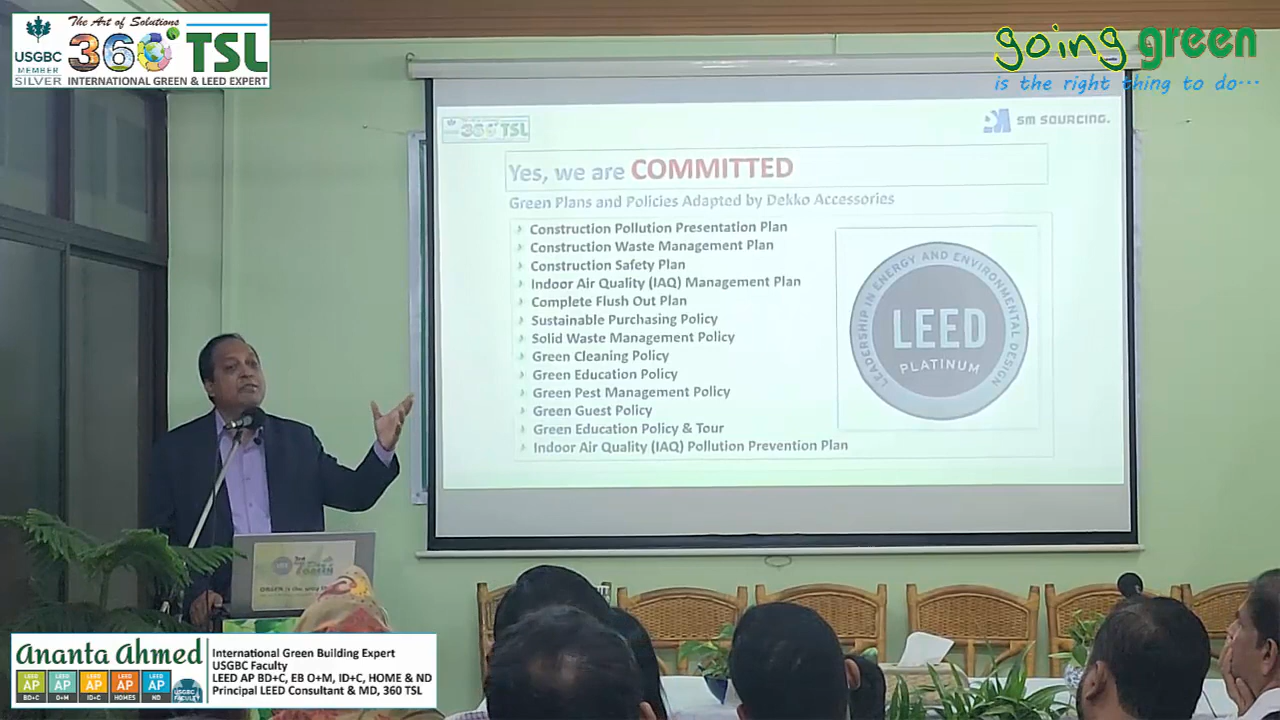 The Art of Solutions
USGBC
MEMBER
SILVER
360 TSL
INTERNATIONAL GREEN & LEED EXPERT
going green
is the right thing to do...
360 TSL
SM SOURCING.
Yes, we are COMMITTED
Green Plans and Policies Adapted by Dekko Accessories
Construction Pollution Presentation Plan
Construction Waste Management Plan
Construction Safety Plan
Indoor Air Quality (IAQ) Management Plan
Complete Flush Out Plan
Sustainable Purchasing Policy
Solid Waste Management Policy
Green Cleaning Policy
Green Education Policy
Green Pest Management Policy
Green Guest Policy
Green Education Policy & Tour
Indoor Air Quality (IAQ) Pollution Prevention Plan
LEADERSHIP IN ENERGY AND ENVIRONMENTAL DESIGN
LEED
PLATINUM
Ananta Ahmed
LEED AP BD+C
LEED AP O+M
LEED AP ID+C
LEED AP HOMES
LEED AP ND
USGBC FACULTY
International Green Building Expert
USGBC Faculty
LEED AP BD+C, EB O+M, ID+C, HOME & ND
Principal LEED Consultant & MD, 360 TSL